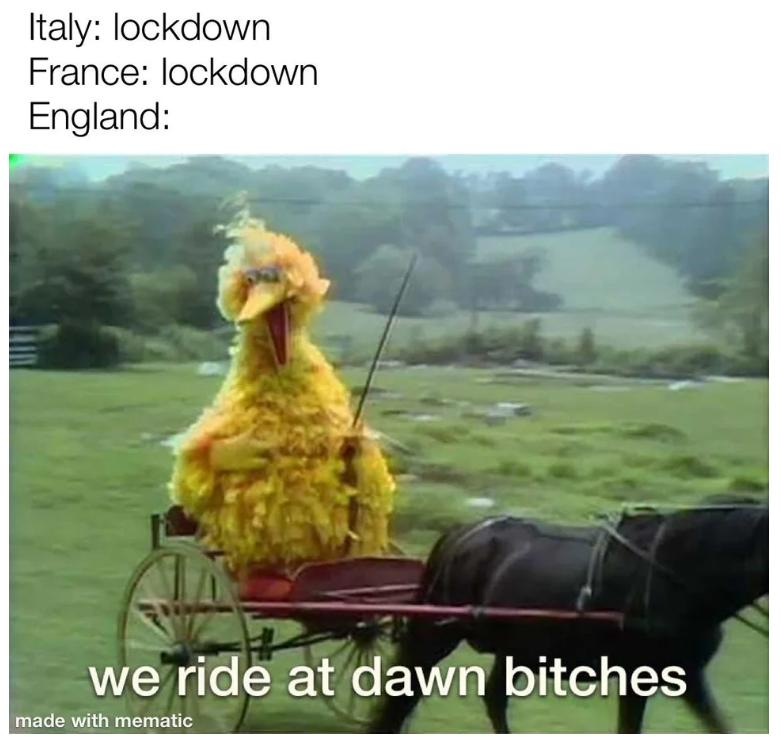 Italy: lockdown
France: lockdown
England:
we ride at dawn bitches
made with mematic